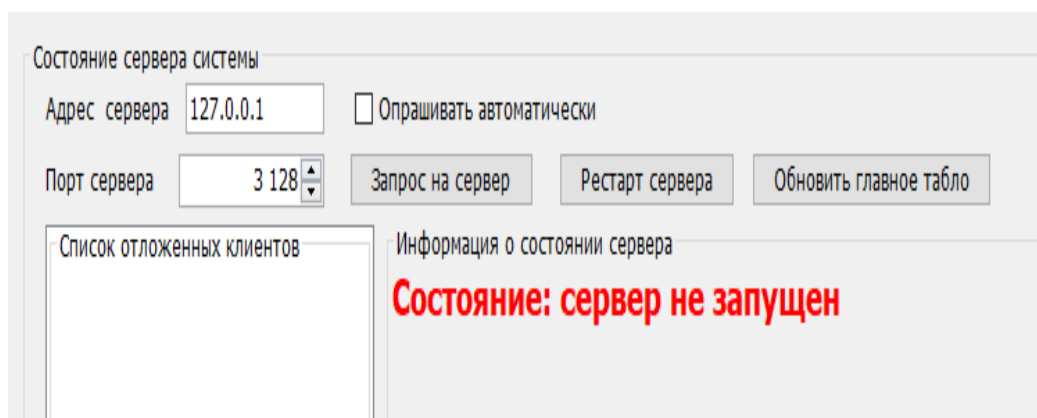 Состояние сервера системы
Адрес сервера 127.0.0.1 Опрашивать автоматически
Порт сервера 3 128 Запрос на сервер Рестарт сервера Обновить главное табло
Список отложенных клиентов Информация о состоянии сервера
Состояние: сервер не запущен